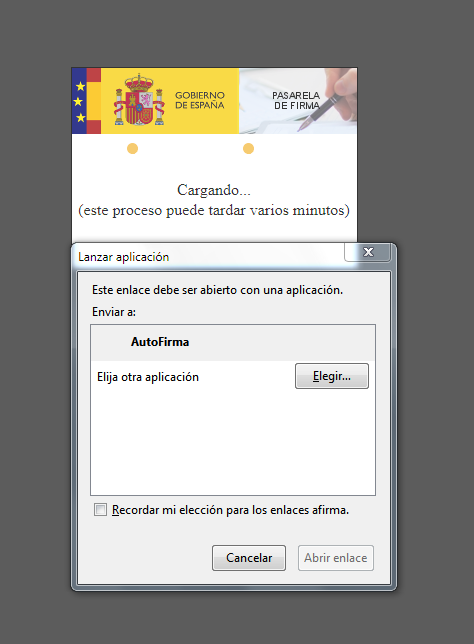 GOBIERNO
DE ESPAÑA
PASARELA
DE FIRMA
Cargando...
(este proceso puede tardar varios minutos)
Lanzar aplicación
Este enlace debe ser abierto con una aplicación.
Enviar a:
AutoFirma
Elija otra aplicación
Elegir...
Recordar mi elección para los enlaces afirma.
Cancelar
Abrir enlace